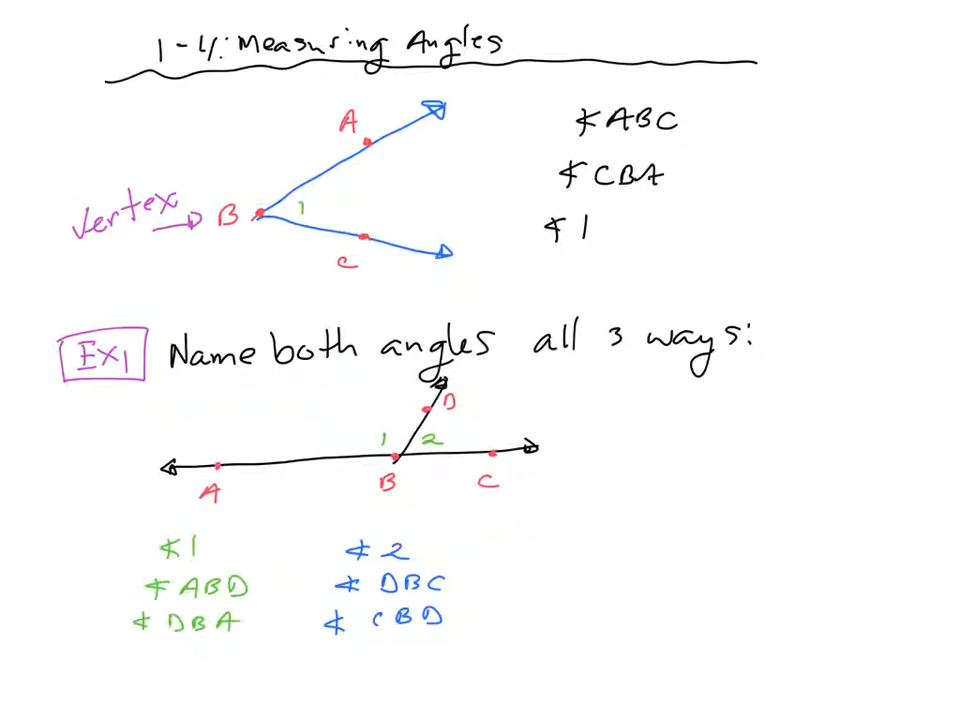 1-4: Measuring Angles
A
∡ABC
∡CBA
vertex → B 1
∡1
C
Ex1 Name both angles all 3 ways:
D
1 2
A B C
∡1 ∡2
∡ABD ∡DBC
∡DBA ∡CBD